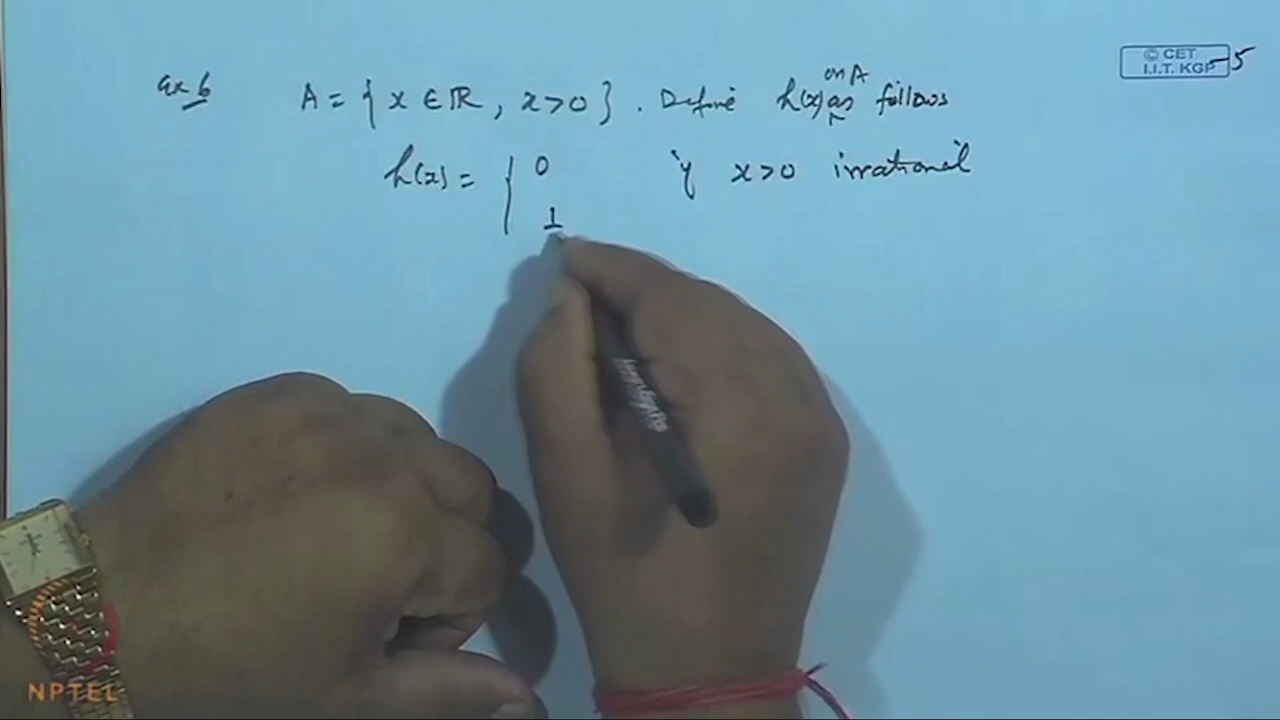 © CET
I.I.T. KGP
-5
on A
Ex 6 A = { x ∈ ℝ, x > 0 } . Define h(x) as follows
h(x) = { 0 if x > 0 irrational
1
NPTEL